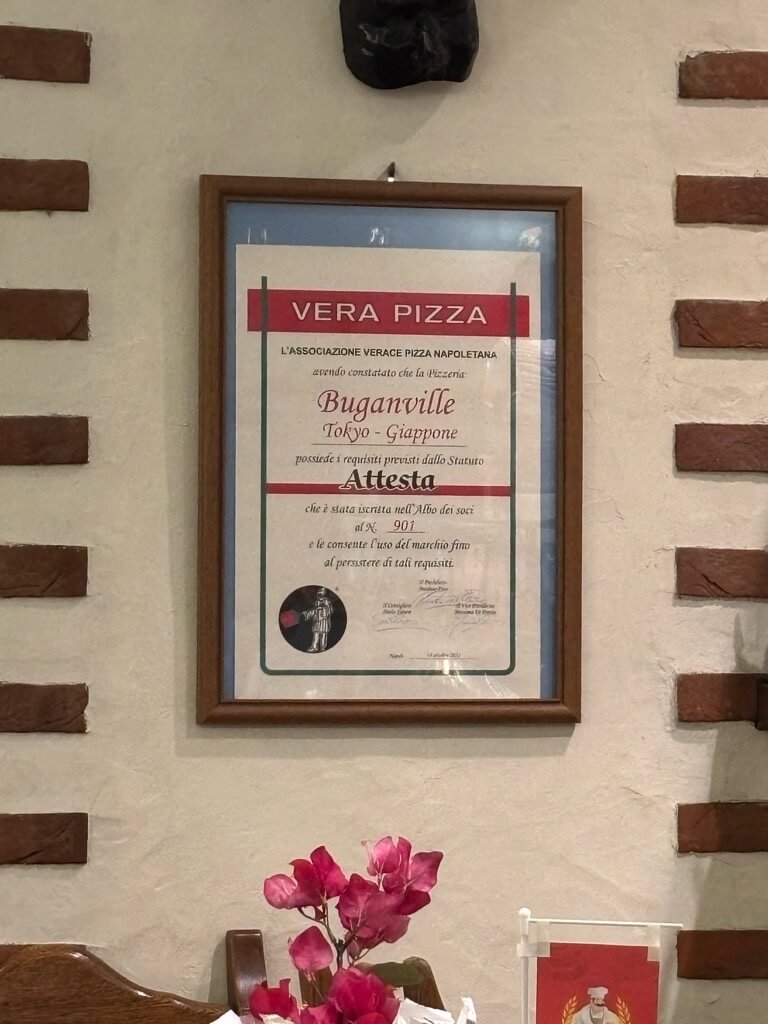 VERA PIZZA
L'ASSOCIAZIONE VERACE PIZZA NAPOLETANA
avendo constatato che la Pizzeria:
Buganville
Tokyo - Giappone
possiede i requisiti previsti dallo Statuto
Attesta
che è stata iscritta nell'Albo dei soci
al N. 901
e le consente l'uso del marchio fino
al persistere di tali requisiti.
Il Presidente
Il Consigliere Il Vice Presidente
Napoli